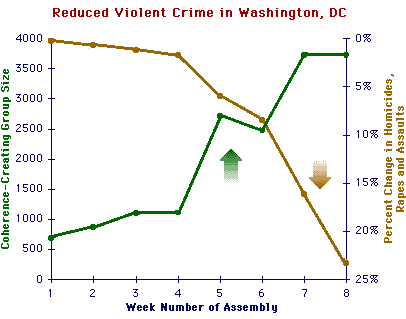 Reduced Violent Crime in Washington, DC
Coherence-Creating Group Size
4000
3500
3000
2500
2000
1500
1000
500
0
0%
5%
10%
15%
20%
25%
Percent Change in Homicides,
Rapes and Assaults
1 2 3 4 5 6 7 8
Week Number of Assembly